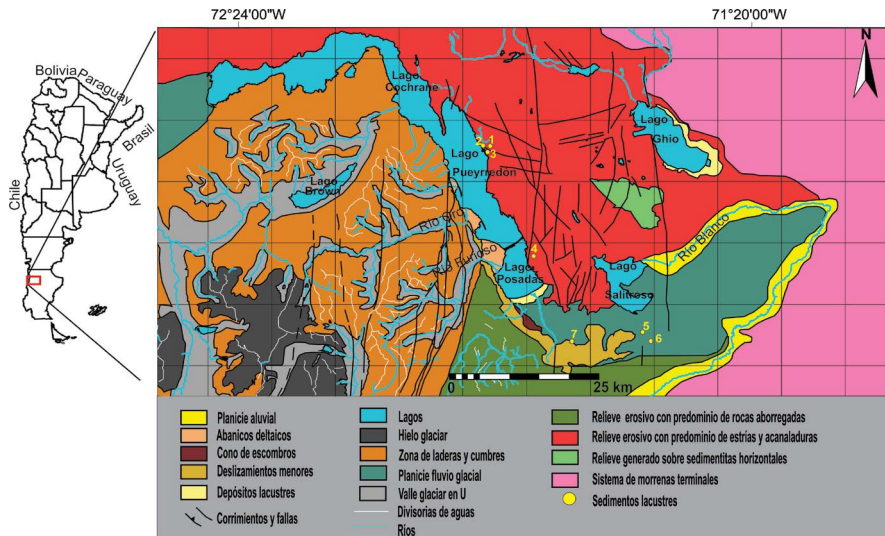 72°24'00"W
71°20'00"W
N
Bolivia
Paraguay
Brasil
Uruguay
Chile
Lago
Cochrane
Lago
Ghio
2
1
3
Lago
Pueyrredón
Lago
Brown
Río Oro
Río Furioso
4
Lago
Posadas
Lago
Salitroso
Río Blanco
5
6
7
0
25 km
Planicie aluvial
Abanicos deltaicos
Cono de escombros
Deslizamientos menores
Depósitos lacustres
Corrimientos y fallas
Lagos
Hielo glaciar
Zona de laderas y cumbres
Planicie fluvio glacial
Valle glaciar en U
Divisorias de aguas
Ríos
Relieve erosivo con predominio de rocas aborregadas
Relieve erosivo con predominio de estrías y acanaladuras
Relieve generado sobre sedimentitas horizontales
Sistema de morrenas terminales
Sedimentos lacustres